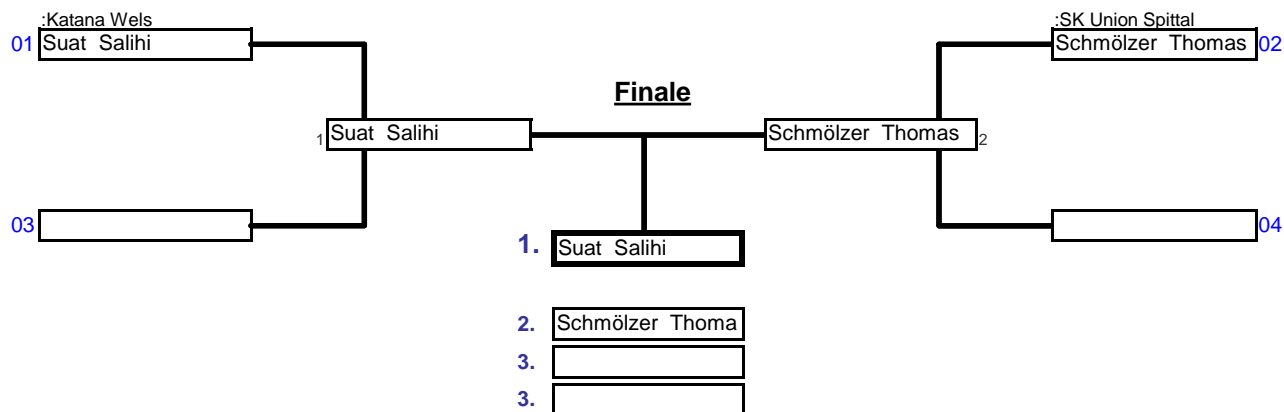 :Katana Wels
:SK Union Spittal
01 Suat Salihi
Schmölzer Thomas 02
Finale
1 Suat Salihi
Schmölzer Thomas 2
03
04
1. Suat Salihi
2. Schmölzer Thoma
3.
3.